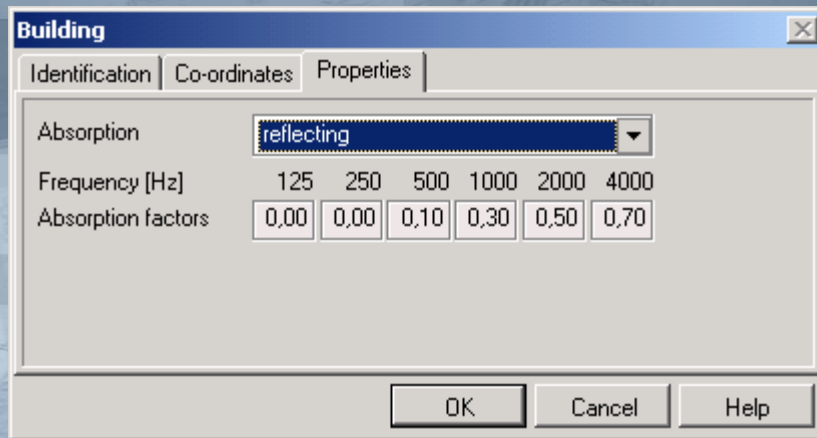 Building
Identification Co-ordinates Properties
Absorption reflecting
Frequency [Hz] 125 250 500 1000 2000 4000
Absorption factors 0,00 0,00 0,10 0,30 0,50 0,70
OK Cancel Help